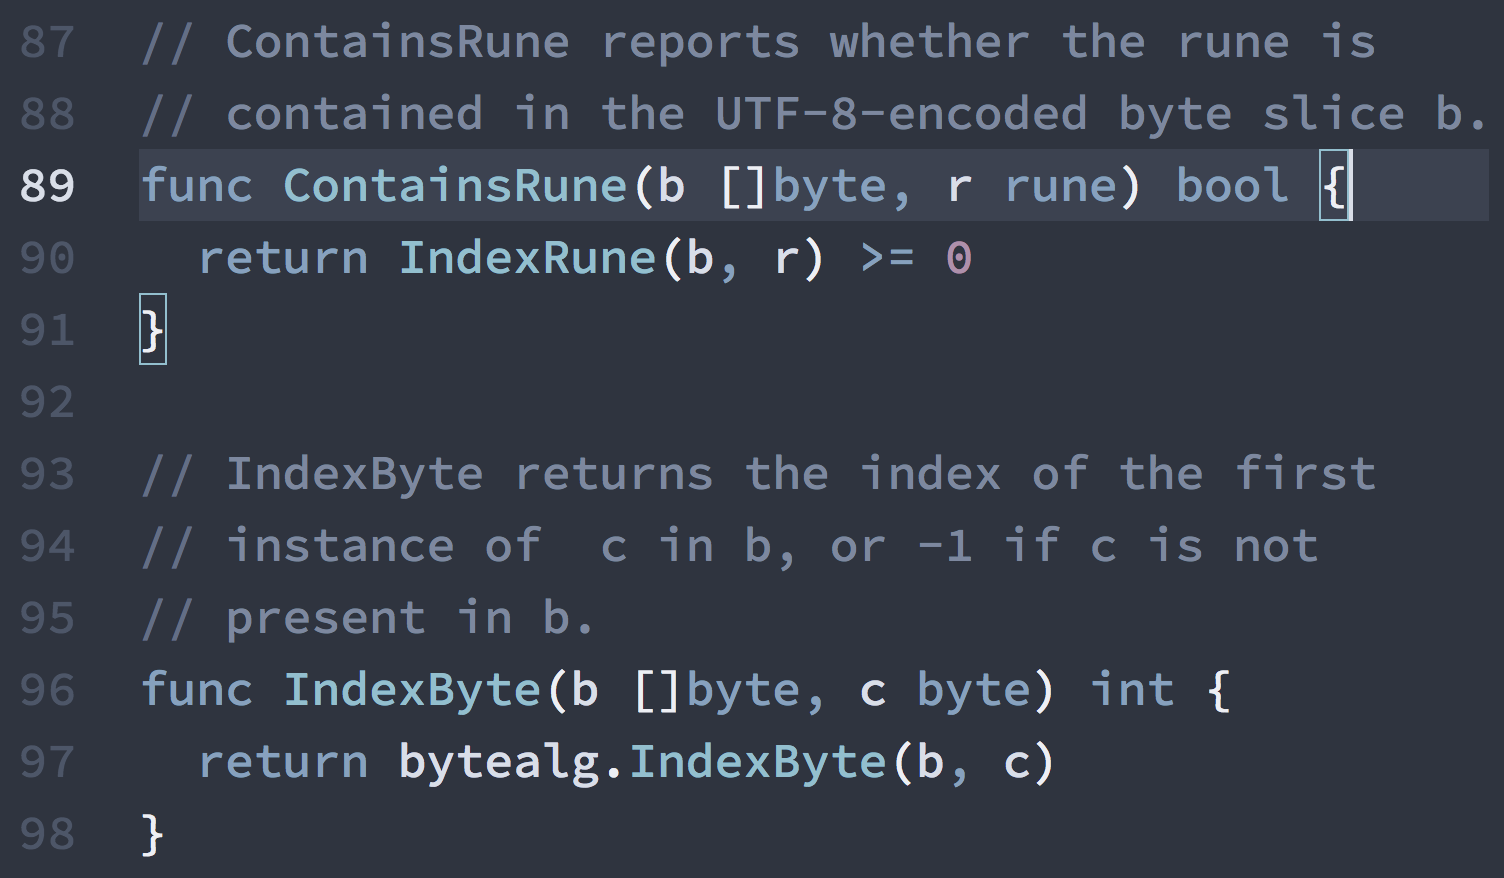 87 // ContainsRune reports whether the rune is
88 // contained in the UTF-8-encoded byte slice b.
89 func ContainsRune(b []byte, r rune) bool {
90   return IndexRune(b, r) >= 0
91 }
92
93 // IndexByte returns the index of the first
94 // instance of  c in b, or -1 if c is not
95 // present in b.
96 func IndexByte(b []byte, c byte) int {
97   return bytealg.IndexByte(b, c)
98 }